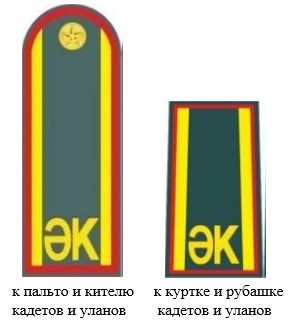 ӘК
ӘК
к пальто и кителю
кадетов и уланов
к куртке и рубашке
кадетов и уланов